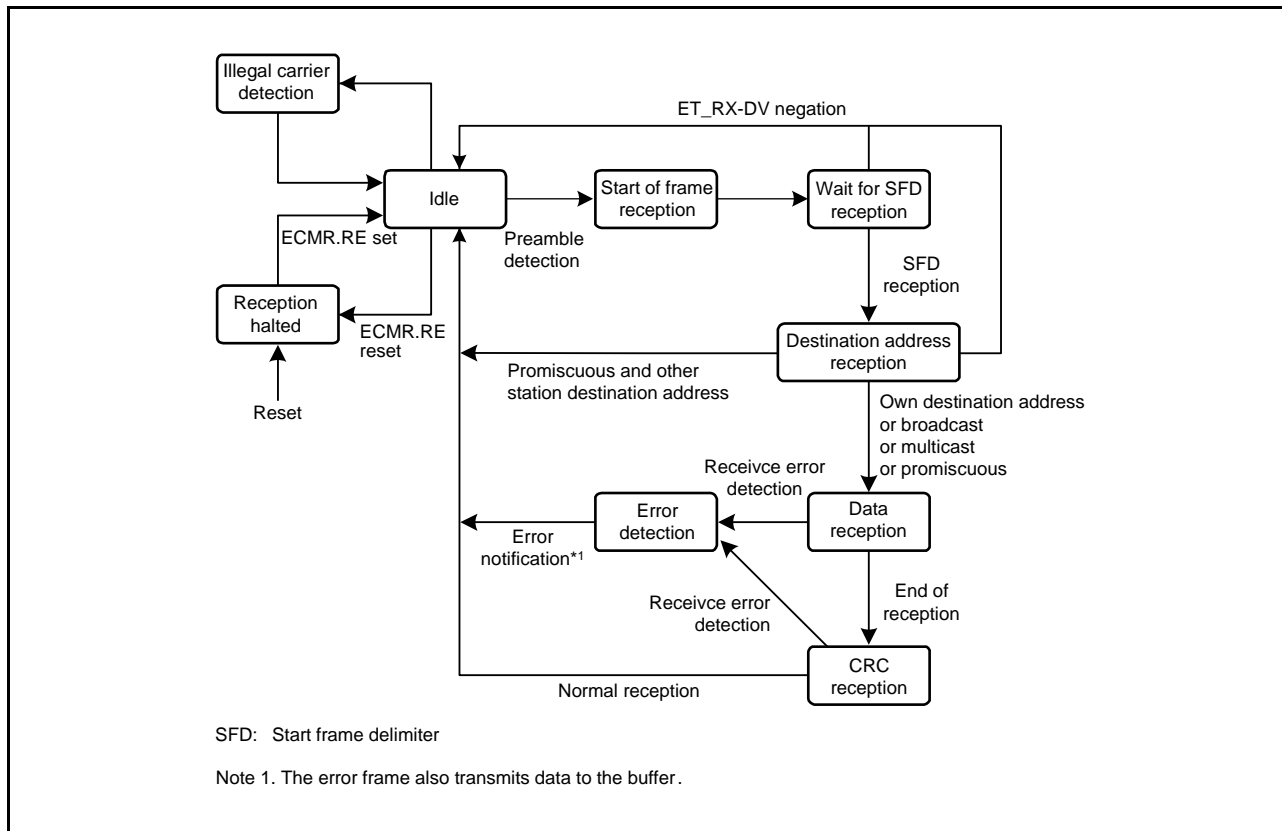 Illegal carrier
detection
ET_RX-DV negation
Idle
Start of frame
reception
Wait for SFD
reception
ECMR.RE set
Preamble
detection
SFD
reception
Reception
halted
ECMR.RE
reset
Destination address
reception
Promiscuous and other
station destination address
Reset
Own destination address
or broadcast
or multicast
or promiscuous
Receivce error
detection
Error
detection
Data
reception
Error
notification*1
End of
reception
Receivce error
detection
CRC
reception
Normal reception
SFD: Start frame delimiter
Note 1. The error frame also transmits data to the buffer.